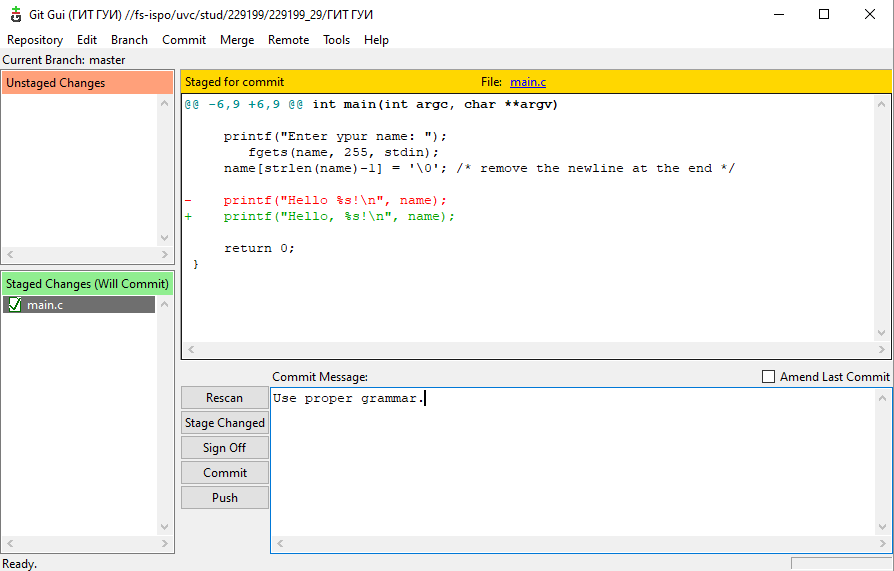 Git Gui (ГИТ ГУИ) //fs-ispo/uvc/stud/229199/229199_29/ГИТ ГУИ
Repository Edit Branch Commit Merge Remote Tools Help
Current Branch: master
Unstaged Changes
Staged Changes (Will Commit)
main.c
Staged for commit File: main.c
@@ -6,9 +6,9 @@ int main(int argc, char **argv)
printf("Enter ypur name: ");
fgets(name, 255, stdin);
name[strlen(name)-1] = '\0'; /* remove the newline at the end */
- printf("Hello %s!\n", name);
+ printf("Hello, %s!\n", name);
return 0;
}
Commit Message: Amend Last Commit
Rescan
Stage Changed
Sign Off
Commit
Push
Use proper grammar.
Ready.